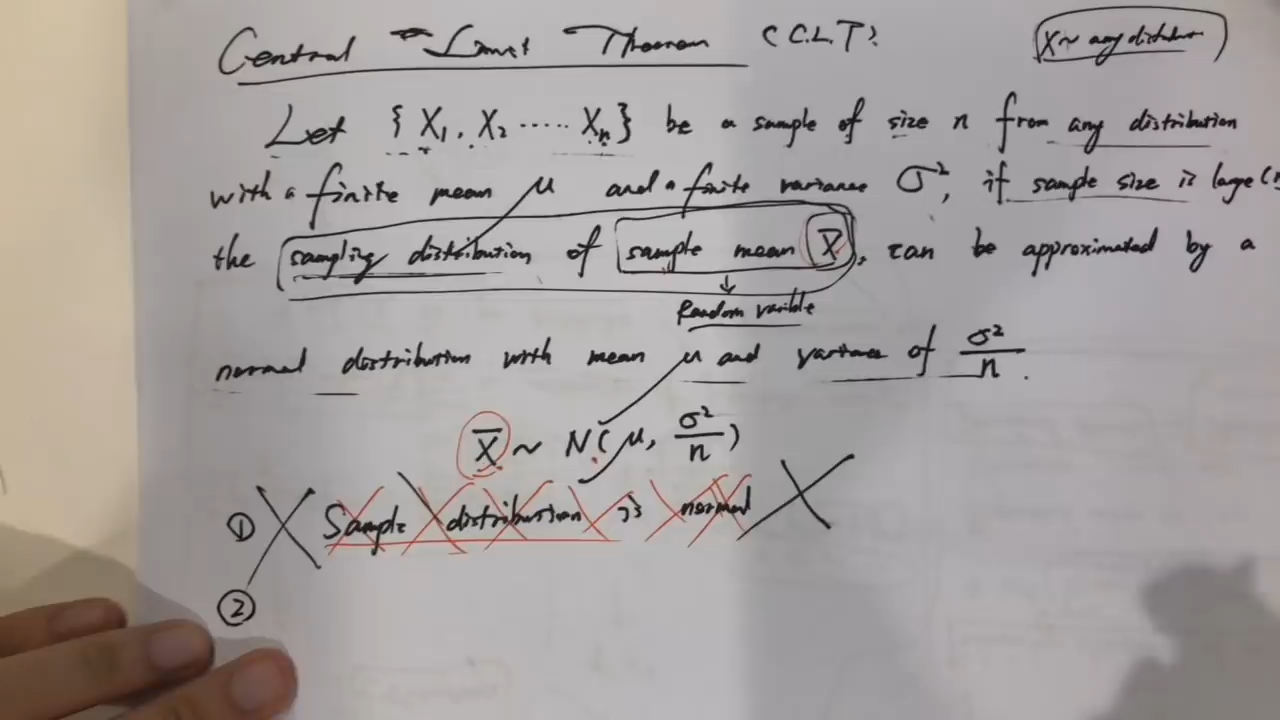 Central Limit Theorem (C.L.T)
X ~ any distribution
Let {X₁, X₂ ..... Xₙ} be a sample of size n from any distribution
with a finite mean μ and a finite variance σ², if sample size is large (
the sampling distribution of sample mean X̄, can be approximated by a
↓
Random varible
normal distribution with mean μ and variance of σ²/n.
X̄ ~ N(μ, σ²/n)
① Sample distribution is normal
②